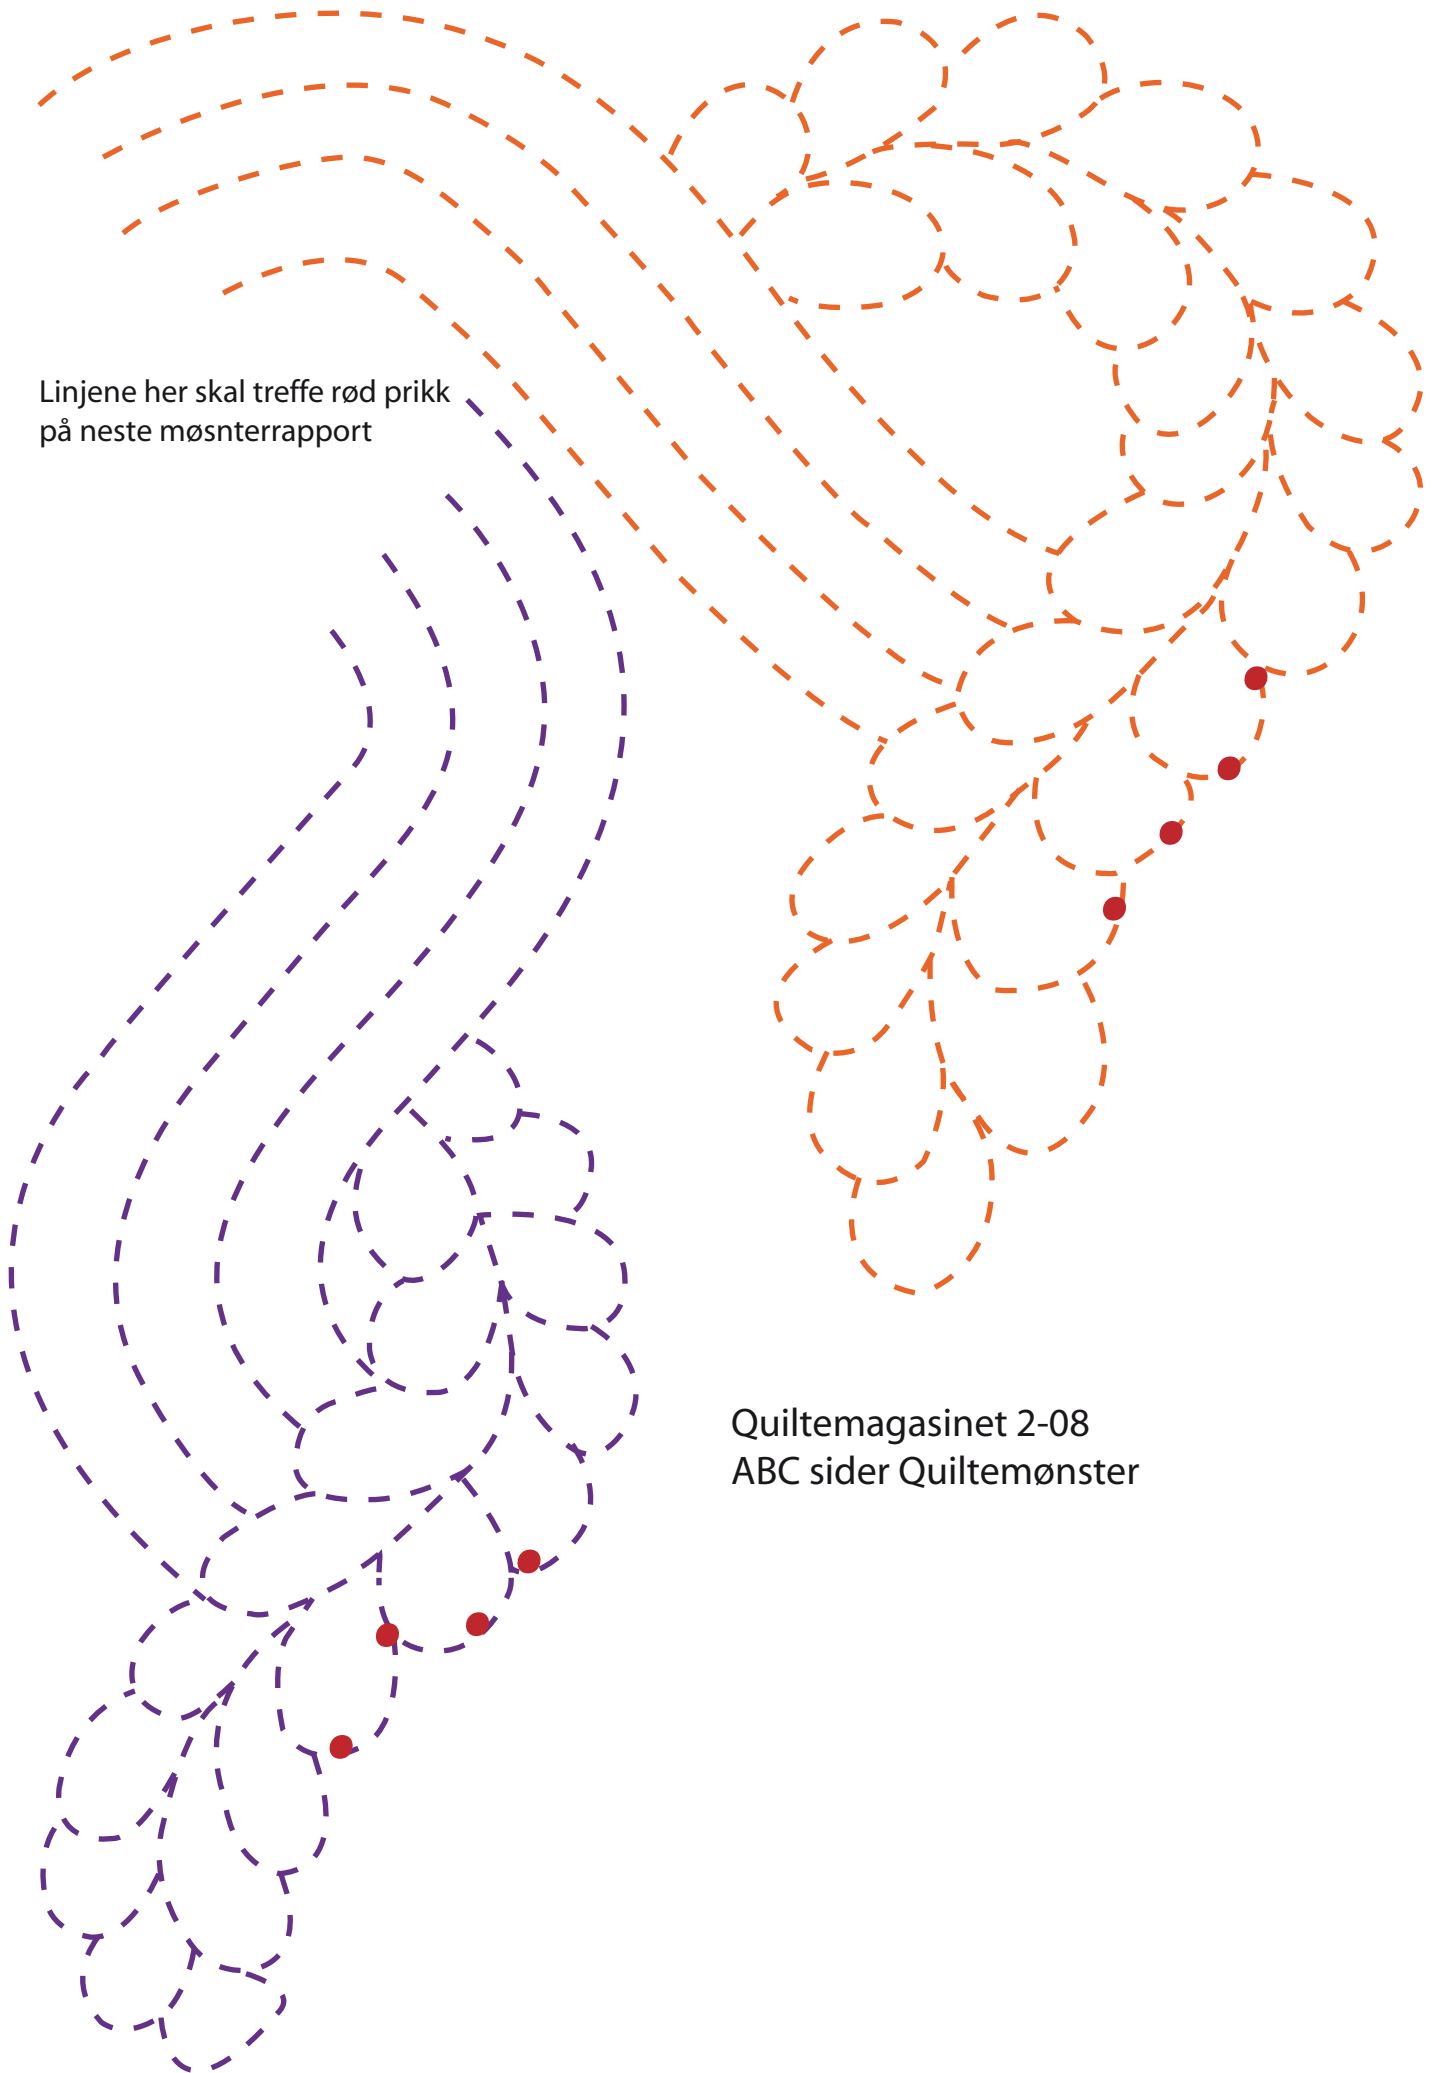 Linjene her skal treffe rød prikk
på neste møsnterrapport
Quiltemagasinet 2-08
ABC sider Quiltemønster